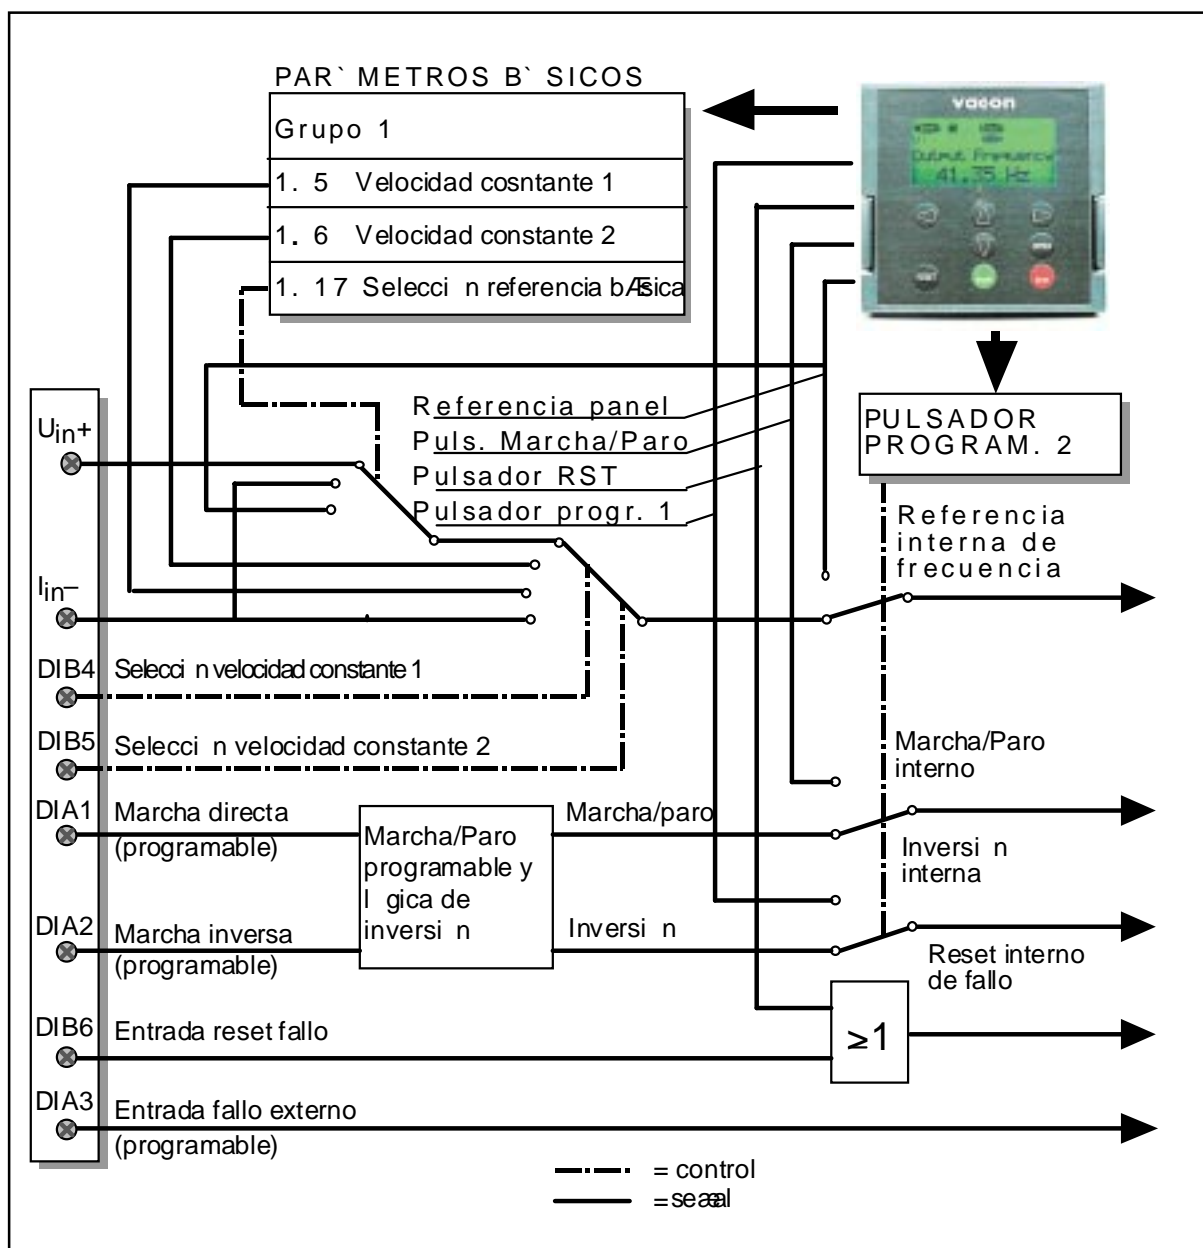 PAR` METROS B` SICOS
Grupo 1
1. 5 Velocidad cosntante 1
1. 6 Velocidad constante 2
1. 17 Selecci n referencia bÆsica
vacon
Output Frequency
41.35 Hz
Referencia panel
Puls. Marcha/Paro
Pulsador RST
Pulsador progr. 1
PULSADOR
PROGRAM. 2
Uin+
Iin–
Referencia
interna de
frecuencia
DIB4 Selecci n velocidad constante 1
DIB5 Selecci n velocidad constante 2
Marcha/Paro
interno
DIA1 Marcha directa
(programable)
Marcha/Paro
programable y
l gica de
inversi n
Marcha/paro
Inversi n
interna
DIA2 Marcha inversa
(programable)
Inversi n
Reset interno
de fallo
DIB6 Entrada reset fallo
≥1
DIA3 Entrada fallo externo
(programable)
= control
=seæal